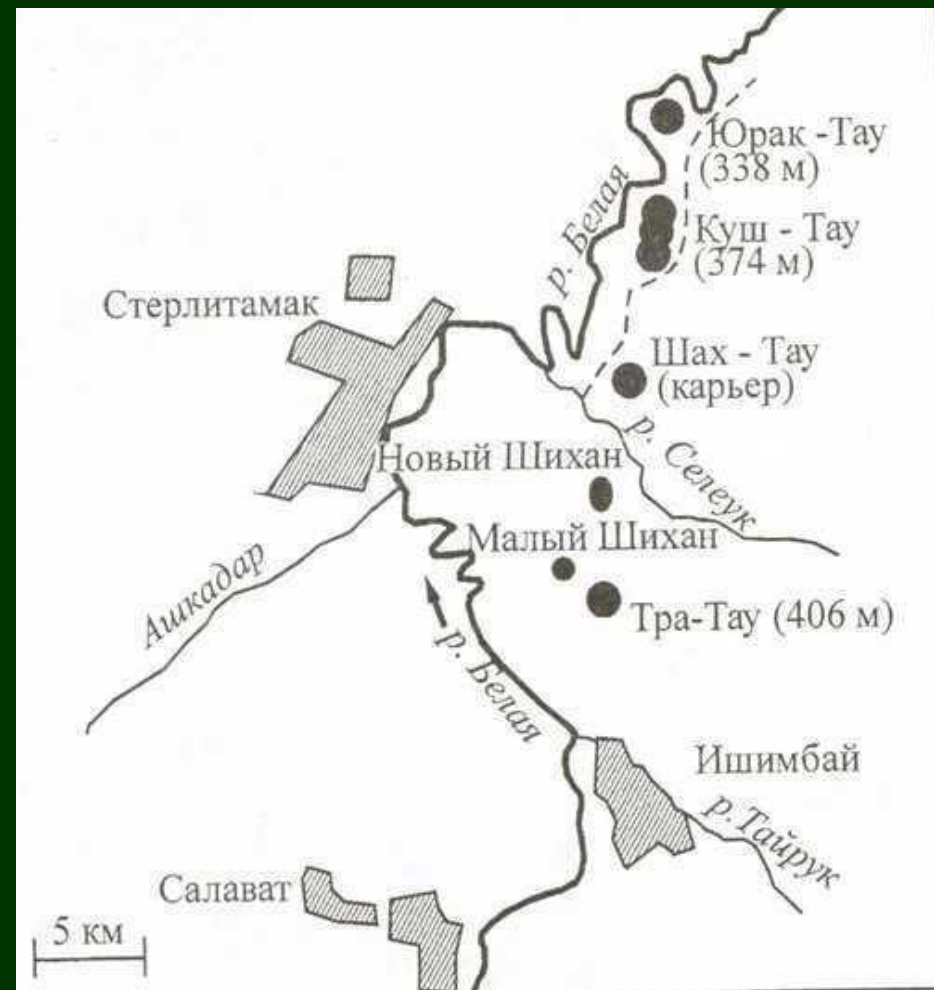 Юрак -Тау
(338 м)
р. Белая
Куш - Тау
(374 м)
Стерлитамак
Шах - Тау
(карьер)
р. Селеук
Новый Шихан
Малый Шихан
Ашкадар
Тра-Тау (406 м)
р. Белая
Ишимбай
р.Тайрук
Салават
5 км